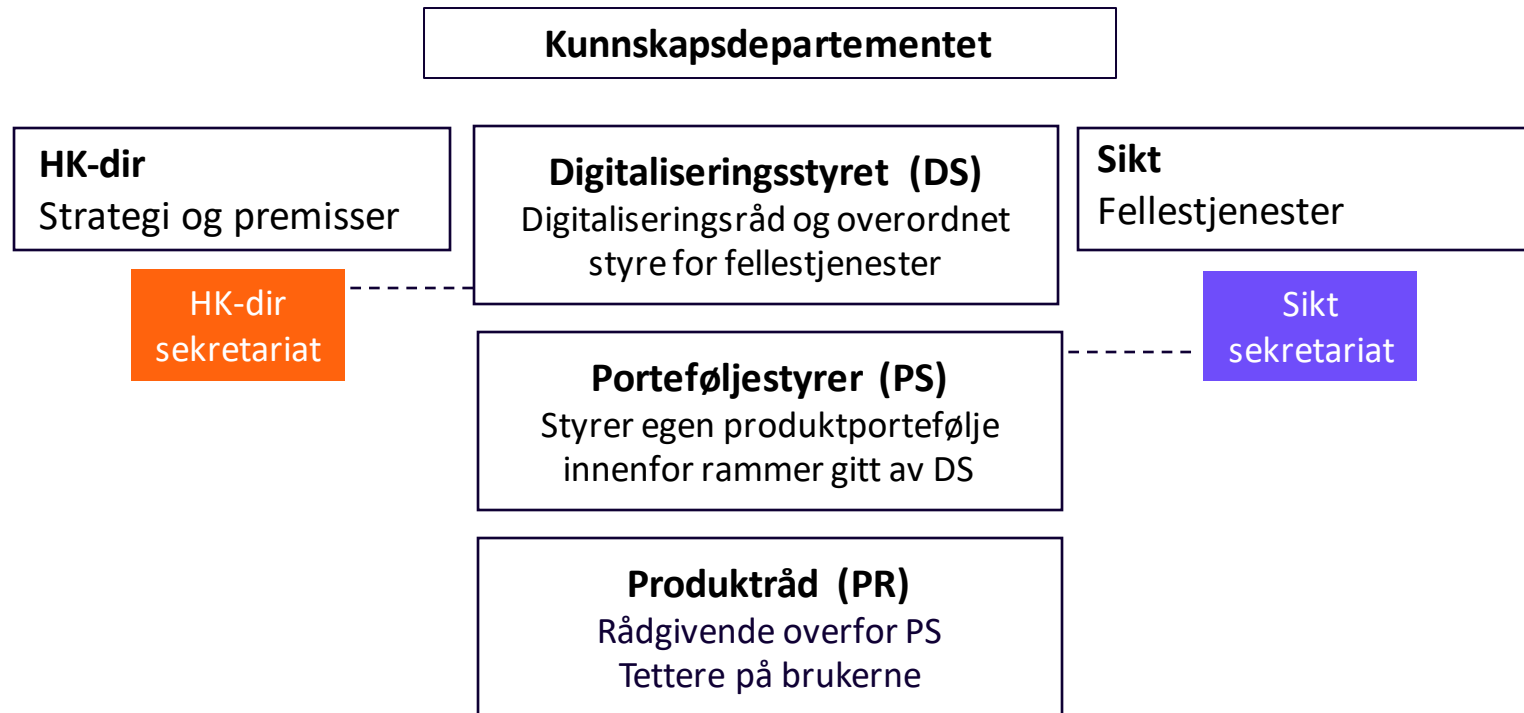 Kunnskapsdepartementet
HK-dir
Strategi og premisser
Digitaliseringsstyret (DS)
Digitaliseringsråd og overordnet
styre for fellestjenester
Sikt
Fellestjenester
HK-dir
sekretariat
Sikt
sekretariat
Porteføljestyrer (PS)
Styrer egen produktportefølje
innenfor rammer gitt av DS
Produktråd (PR)
Rådgivende overfor PS
Tettere på brukerne